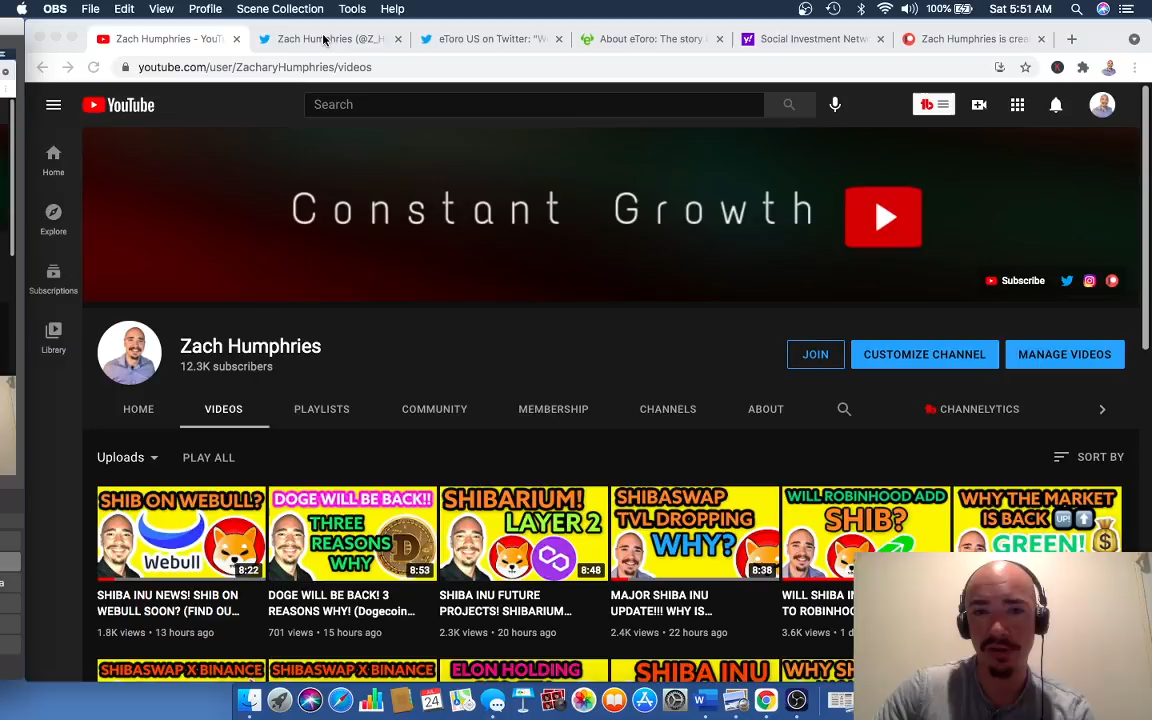 OBS File Edit View Profile Scene Collection Tools Help 100% Sat 5:51 AM
Zach Humphries - YouT Zach Humphries (@Z_H eToro US on Twitter: "W About eToro: The story Social Investment Netw Zach Humphries is crea
youtube.com/user/ZacharyHumphries/videos
YouTube Search
Constant Growth
Subscribe
Home
Explore
Subscriptions
Library
Zach Humphries
12.3K subscribers
JOIN CUSTOMIZE CHANNEL MANAGE VIDEOS
HOME VIDEOS PLAYLISTS COMMUNITY MEMBERSHIP CHANNELS ABOUT CHANNELYTICS
Uploads PLAY ALL SORT BY
SHIB ON WEBULL?
Webull
8:22
SHIBA INU NEWS! SHIB ON
WEBULL SOON? (FIND OU...
1.8K views • 13 hours ago
DOGE WILL BE BACK!!
THREE
REASONS
WHY
8:53
DOGE WILL BE BACK! 3
REASONS WHY! (Dogecoin...
701 views • 15 hours ago
SHIBARIUM!
LAYER 2
8:48
SHIBA INU FUTURE
PROJECTS! SHIBARIUM...
2.3K views • 20 hours ago
SHIBASWAP
TVL DROPPING
WHY?
8:38
MAJOR SHIBA INU
UPDATE!!! WHY IS...
2.4K views • 22 hours ago
WILL ROBINHOOD ADD
SHIB?
WILL SHIBA
TO ROBINHO
3.6K views • 1 d
WHY THE MARKET
IS BACK UP!
GREEN!
SHIBASWAP X BINANCE SHIBASWAP X BINANCE ELON HOLDING SHIBA INU
JUL
24